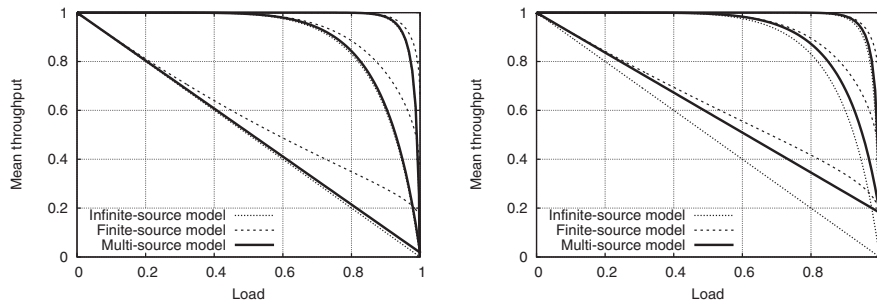 1
0.8
0.6
0.4
0.2
0
Mean throughput
Infinite-source model
Finite-source model
Multi-source model
0 0.2 0.4 0.6 0.8 1
Load
1
0.8
0.6
0.4
0.2
0
Mean throughput
Infinite-source model
Finite-source model
Multi-source model
0 0.2 0.4 0.6 0.8
Load